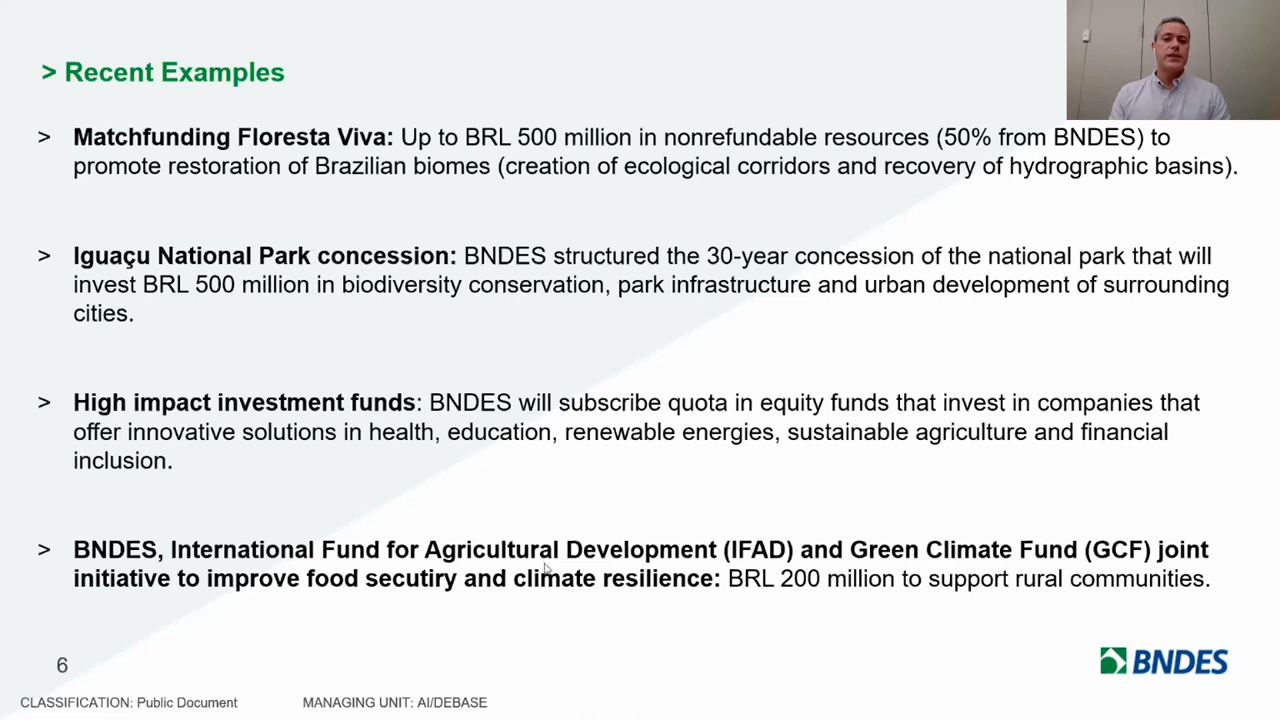 > Recent Examples
> Matchfunding Floresta Viva: Up to BRL 500 million in nonrefundable resources (50% from BNDES) to
promote restoration of Brazilian biomes (creation of ecological corridors and recovery of hydrographic basins).
> Iguaçu National Park concession: BNDES structured the 30-year concession of the national park that will
invest BRL 500 million in biodiversity conservation, park infrastructure and urban development of surrounding
cities.
> High impact investment funds: BNDES will subscribe quota in equity funds that invest in companies that
offer innovative solutions in health, education, renewable energies, sustainable agriculture and financial
inclusion.
> BNDES, International Fund for Agricultural Development (IFAD) and Green Climate Fund (GCF) joint
initiative to improve food secutiry and climate resilience: BRL 200 million to support rural communities.
6
BNDES
CLASSIFICATION: Public Document MANAGING UNIT: AI/DEBASE